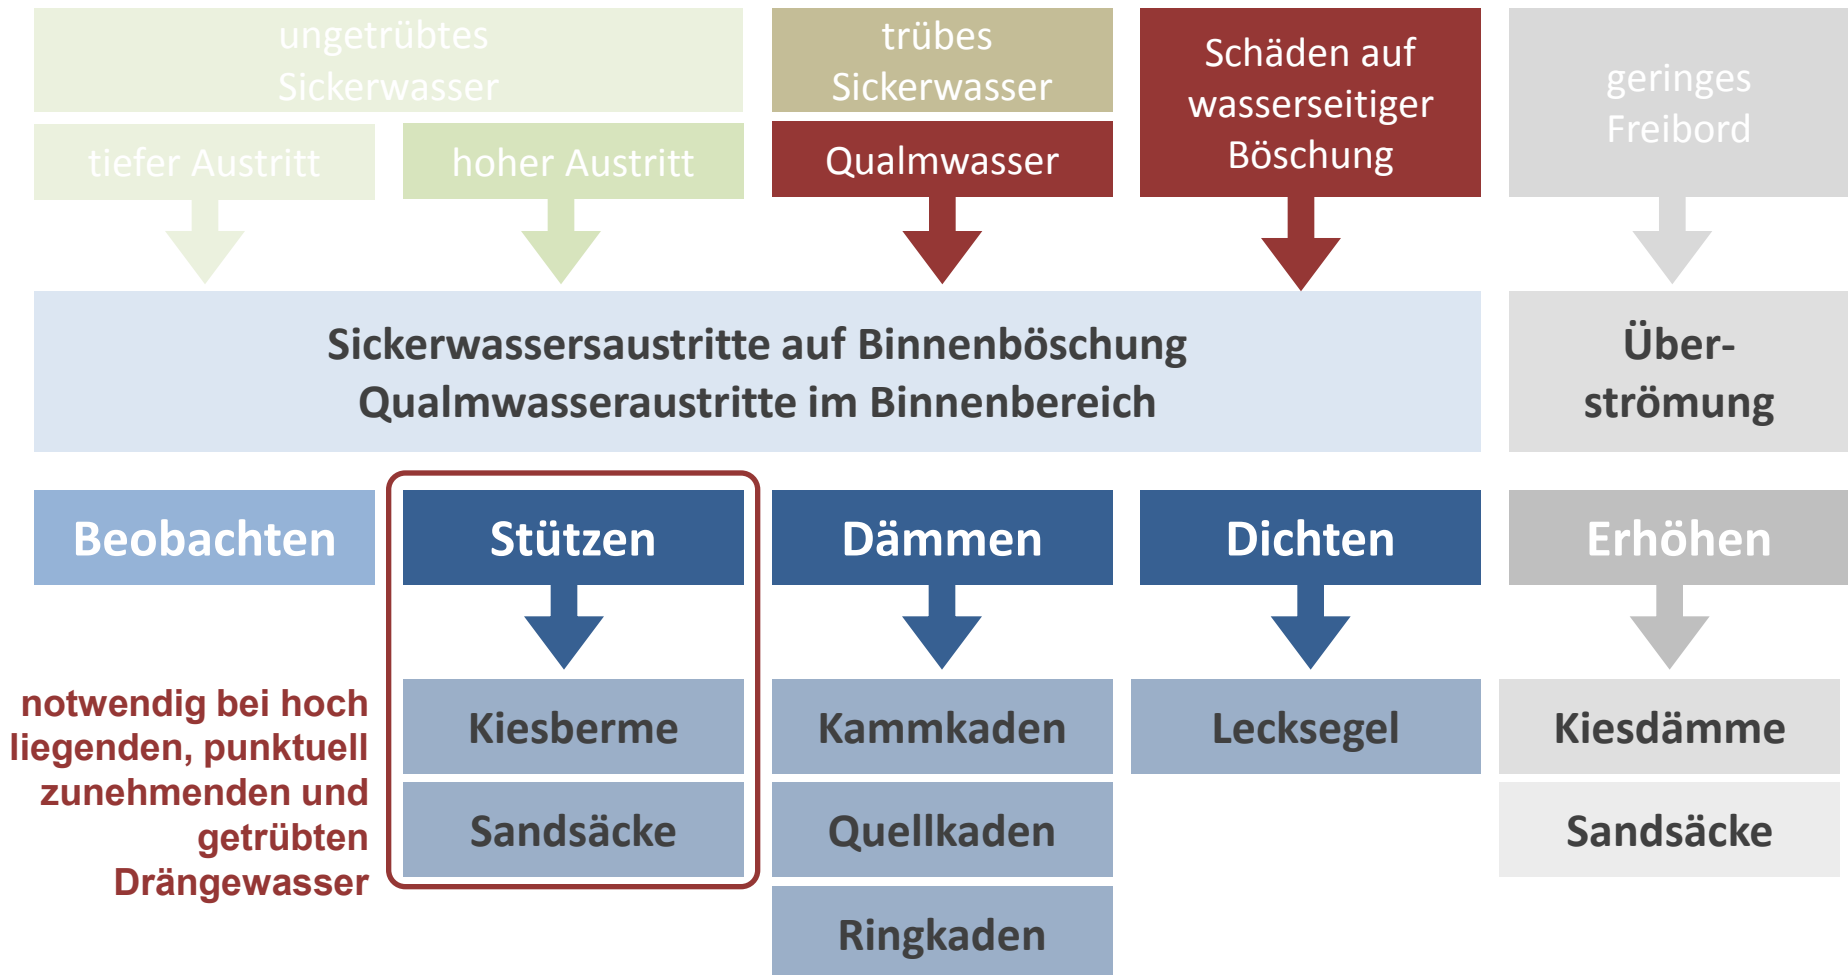 ungetrübtes
Sickerwasser
trübes
Sickerwasser
Schäden auf
wasserseitiger
Böschung
geringes
Freibord
tiefer Austritt
hoher Austritt
Qualmwasser
Sickerwassersaustritte auf Binnenböschung
Qualmwasseraustritte im Binnenbereich
Über-
strömung
Beobachten
Stützen
Dämmen
Dichten
Erhöhen
notwendig bei hoch
liegenden, punktuell
zunehmenden und
getrübten
Drängewasser
Kiesberme
Kammkaden
Lecksegel
Kiesdämme
Sandsäcke
Quellkaden
Sandsäcke
Ringkaden